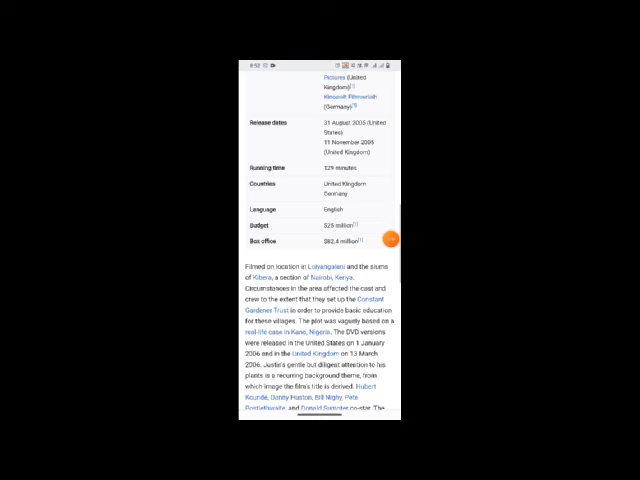 8:52
Pictures (United
Kingdom)[1]
Kinowelt Filmverleih
(Germany)[1]
Release dates
31 August 2005 (United
States)
11 November 2005
(United Kingdom)
Running time
129 minutes
Countries
United Kingdom
Germany
Language
English
Budget
$25 million[1]
Box office
$82.4 million[1]
Filmed on location in Loiyangalani and the slums
of Kibera, a section of Nairobi, Kenya.
Circumstances in the area affected the cast and
crew to the extent that they set up the Constant
Gardener Trust in order to provide basic education
for these villages. The plot was vaguely based on a
real-life case in Kano, Nigeria. The DVD versions
were released in the United States on 1 January
2006 and in the United Kingdom on 13 March
2006. Justin's gentle but diligent attention to his
plants is a recurring background theme, from
which image the film's title is derived. Hubert
Koundé, Danny Huston, Bill Nighy, Pete
Postlethwaite, and Donald Sumpter co-star. The